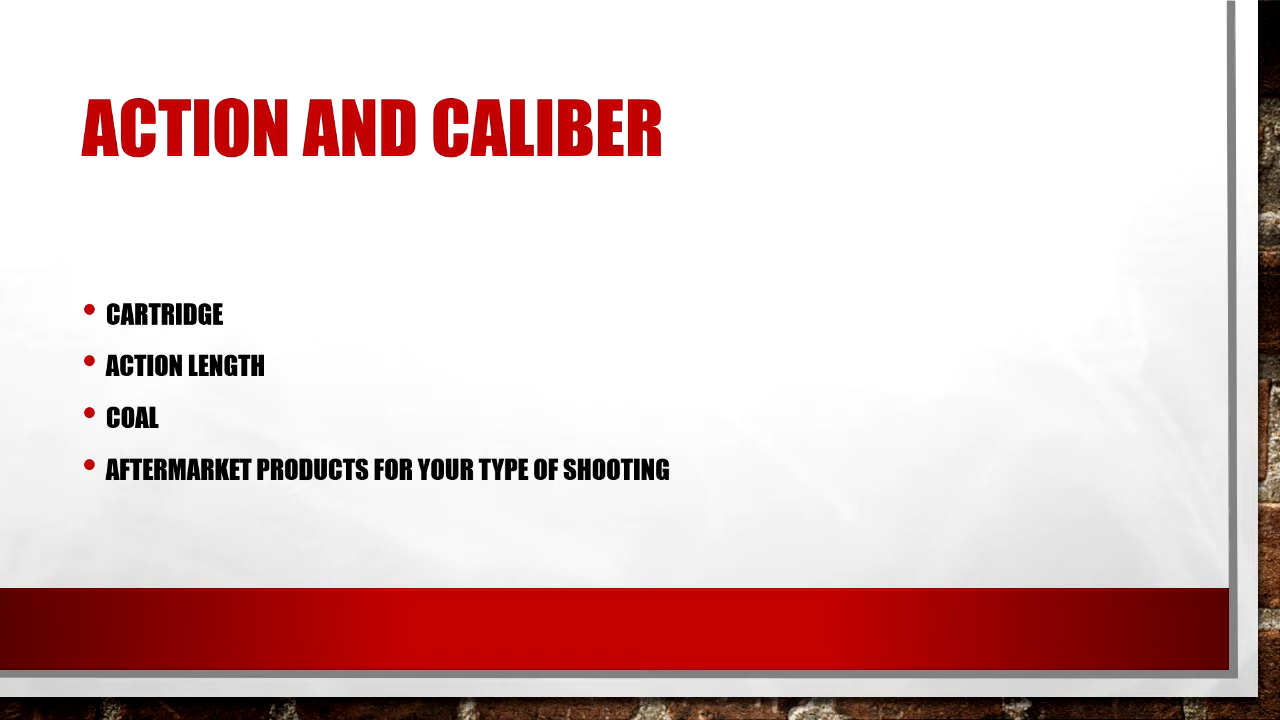 ACTION AND CALIBER
• CARTRIDGE
• ACTION LENGTH
• COAL
• AFTERMARKET PRODUCTS FOR YOUR TYPE OF SHOOTING